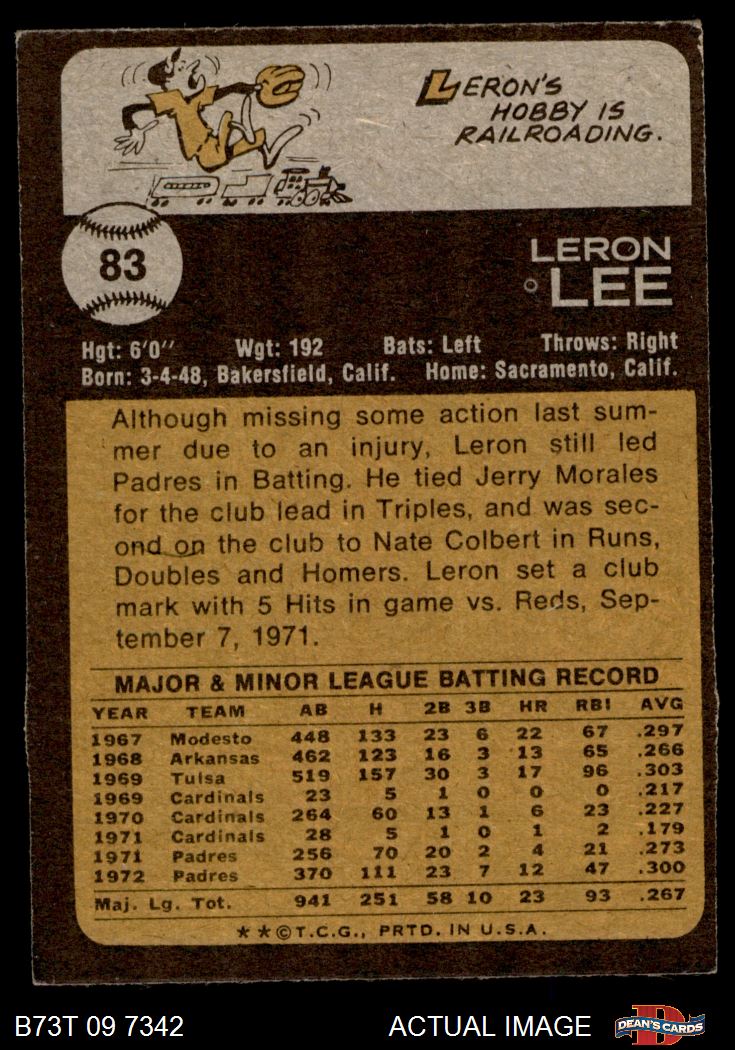 LERON'S
HOBBY IS
RAILROADING.
83
LERON
LEE
Hgt: 6'0" Wgt: 192 Bats: Left Throws: Right
Born: 3-4-48, Bakersfield, Calif. Home: Sacramento, Calif.
Although missing some action last sum-
mer due to an injury, Leron still led
Padres in Batting. He tied Jerry Morales
for the club lead in Triples, and was sec-
ond on the club to Nate Colbert in Runs,
Doubles and Homers. Leron set a club
mark with 5 Hits in game vs. Reds, Sep-
tember 7, 1971.
MAJOR & MINOR LEAGUE BATTING RECORD
YEAR TEAM AB H 2B 3B HR RBI AVG
1967 Modesto 448 133 23 6 22 67 .297
1968 Arkansas 462 123 16 3 13 65 .266
1969 Tulsa 519 157 30 3 17 96 .303
1969 Cardinals 23 5 1 0 0 0 .217
1970 Cardinals 264 60 13 1 6 23 .227
1971 Cardinals 28 5 1 0 1 2 .179
1971 Padres 256 70 20 2 4 21 .273
1972 Padres 370 111 23 7 12 47 .300
Maj. Lg. Tot. 941 251 58 10 23 93 .267
**©T.C.G., PRTD. IN U.S.A.
B73T 09 7342 ACTUAL IMAGE DEAN'S CARDS